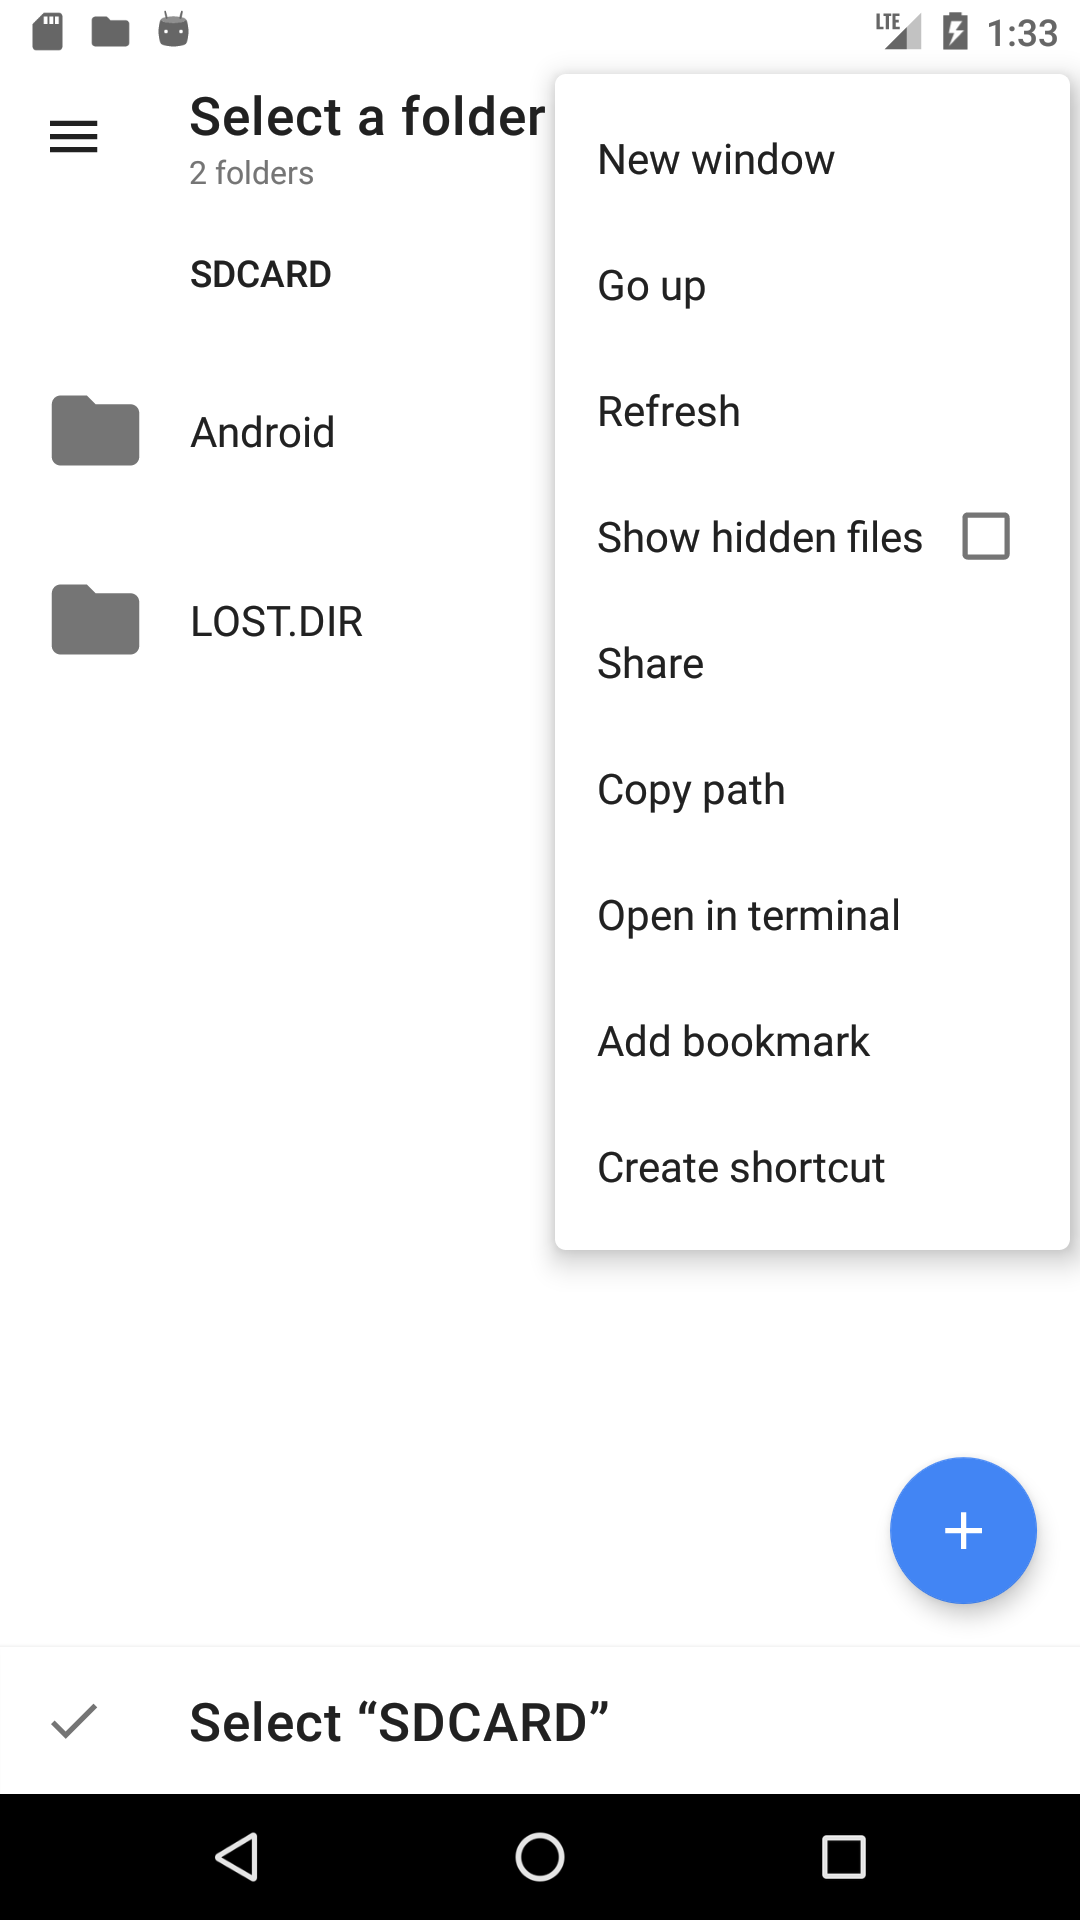 LTE 1:33
Select a folder
2 folders
SDCARD
Android
LOST.DIR
New window
Go up
Refresh
Show hidden files
Share
Copy path
Open in terminal
Add bookmark
Create shortcut
Select “SDCARD”